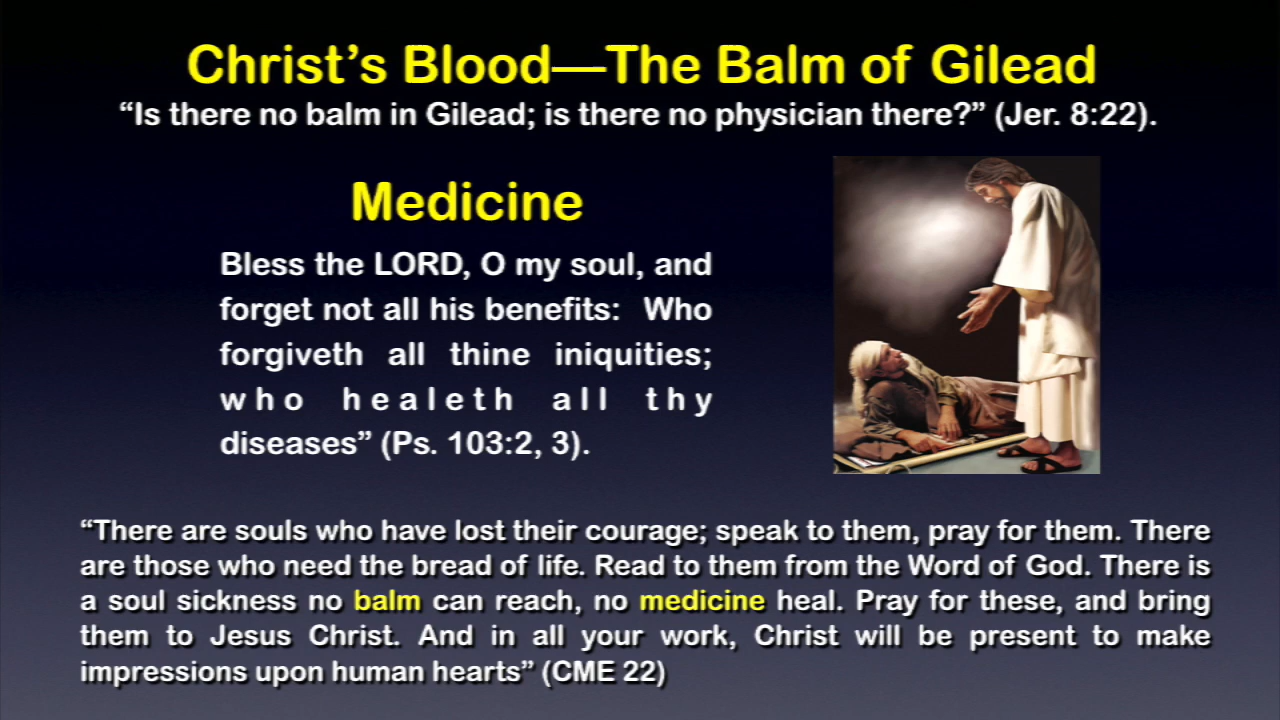 Christ’s Blood—The Balm of Gilead
“Is there no balm in Gilead; is there no physician there?” (Jer. 8:22).
Medicine
Bless the LORD, O my soul, and
forget not all his benefits:  Who
forgiveth all thine iniquities;
who healeth all thy
diseases” (Ps. 103:2, 3).
“There are souls who have lost their courage; speak to them, pray for them. There
are those who need the bread of life. Read to them from the Word of God. There is
a soul sickness no balm can reach, no medicine heal. Pray for these, and bring
them to Jesus Christ. And in all your work, Christ will be present to make
impressions upon human hearts” (CME 22)